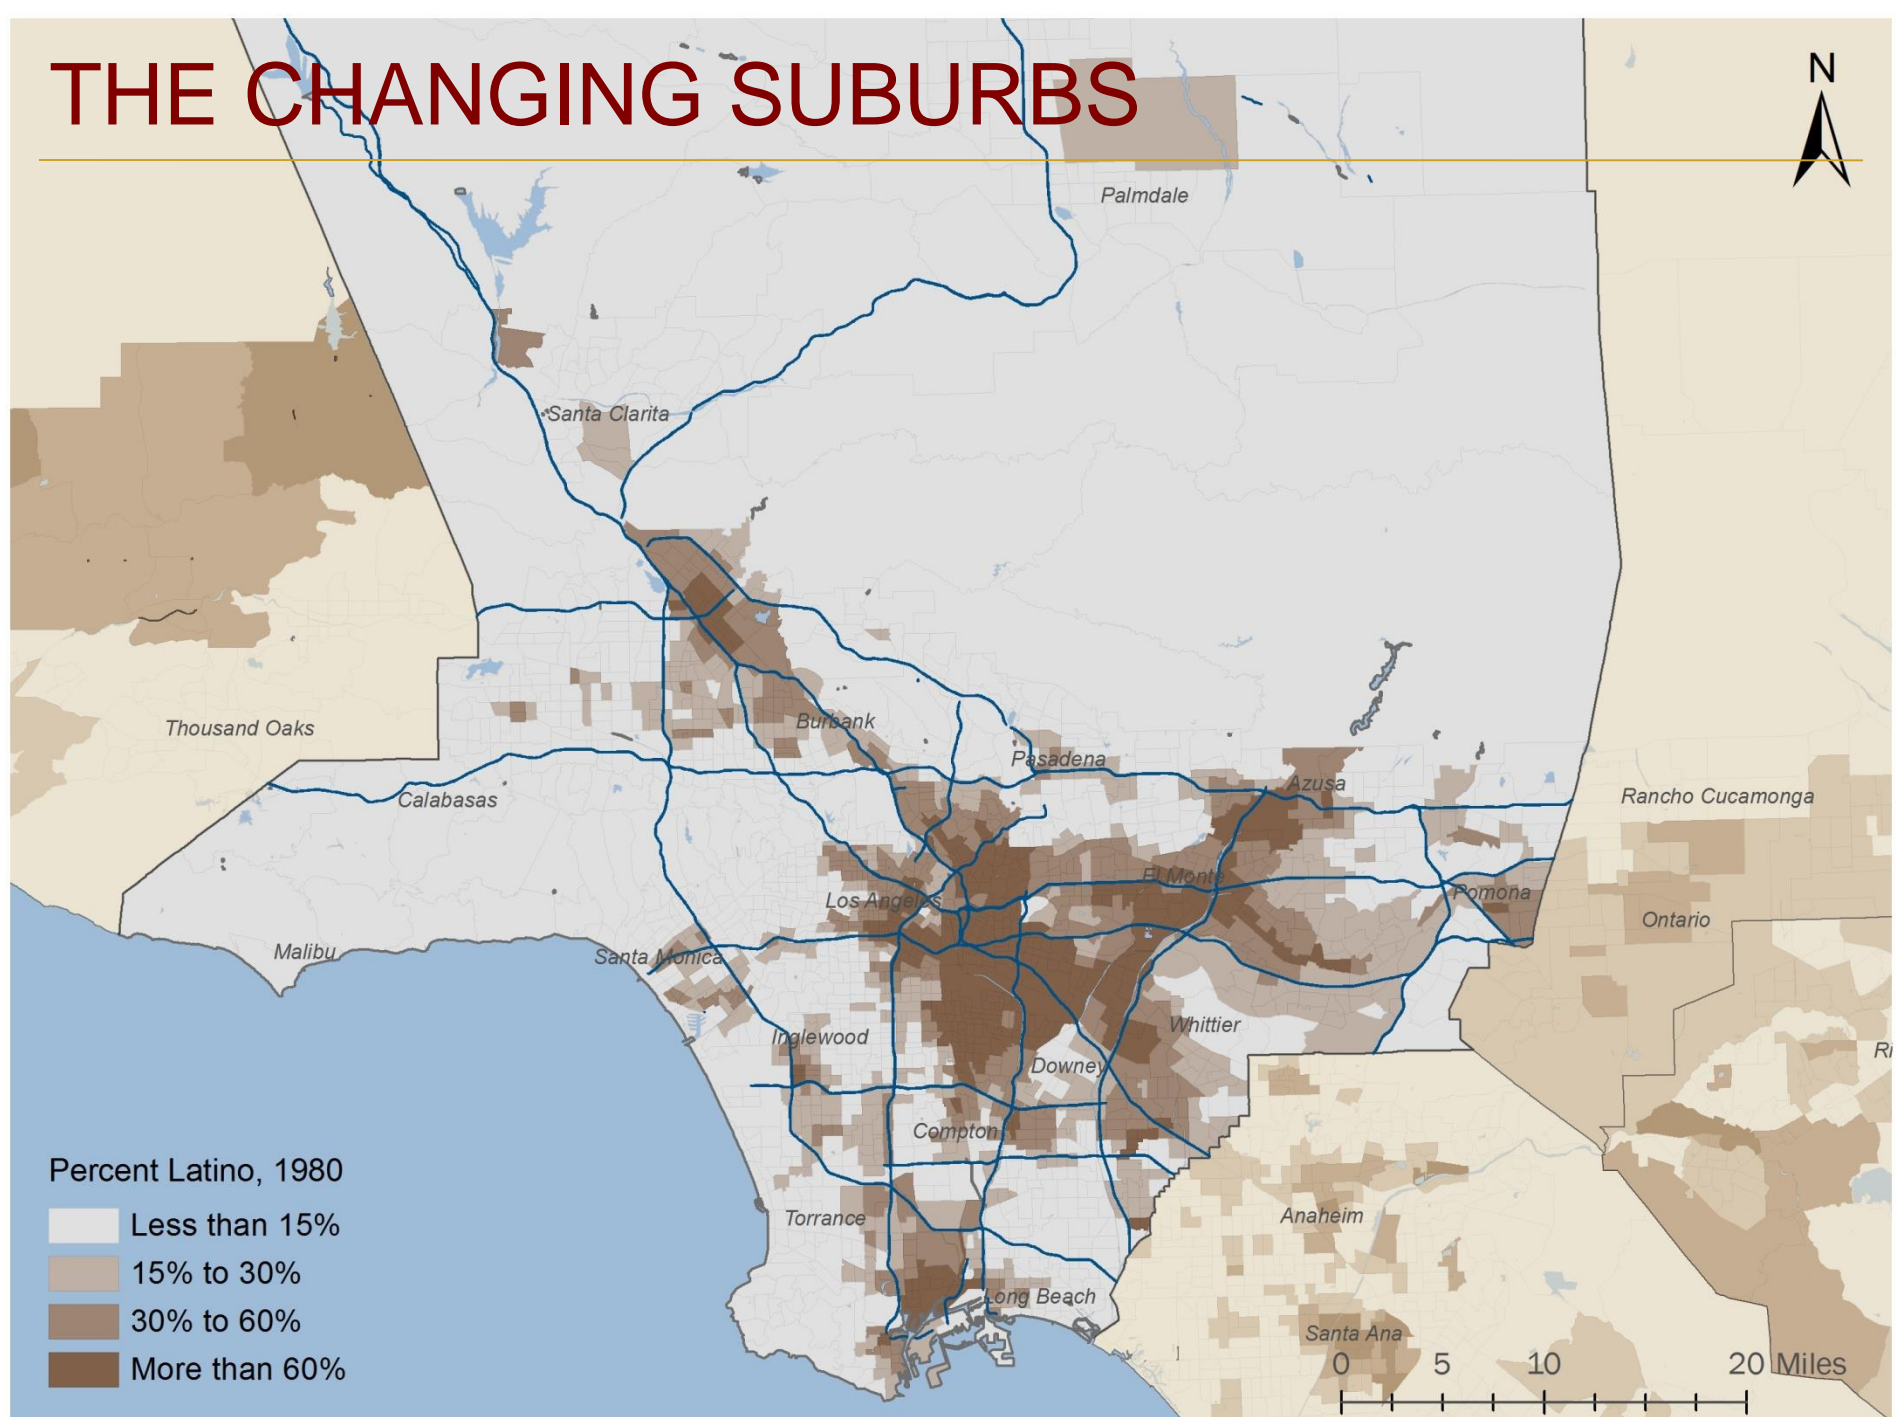 THE CHANGING SUBURBS
N
Palmdale
Santa Clarita
Thousand Oaks
Burbank
Pasadena
Azusa
Calabasas
Rancho Cucamonga
El Monte
Pomona
Los Angeles
Ontario
Malibu
Santa Monica
Whittier
Inglewood
Ri
Downey
Compton
Percent Latino, 1980
Less than 15%
Torrance
Anaheim
15% to 30%
Long Beach
30% to 60%
Santa Ana
More than 60%
0 5 10 20 Miles